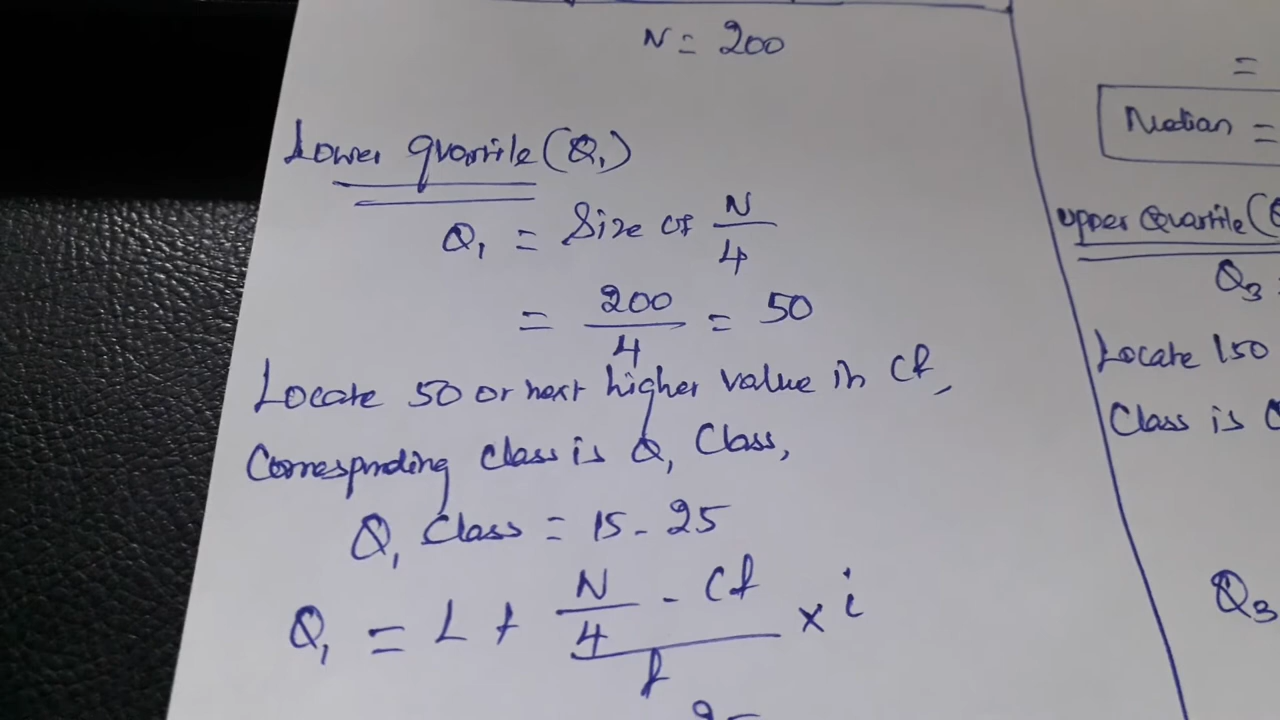 N = 200
Lower quartile (Q₁)
Q₁ = Size of N/4
= 200/4 = 50
Locate 50 or next higher value in Cf,
Corresponding class is Q₁ Class,
Q₁ Class = 15 - 25
Q₁ = L + (N/4 - Cf)/f × i
=
Median =
Upper Quartile (
Q₃
Locate 150
Class is
Q₃